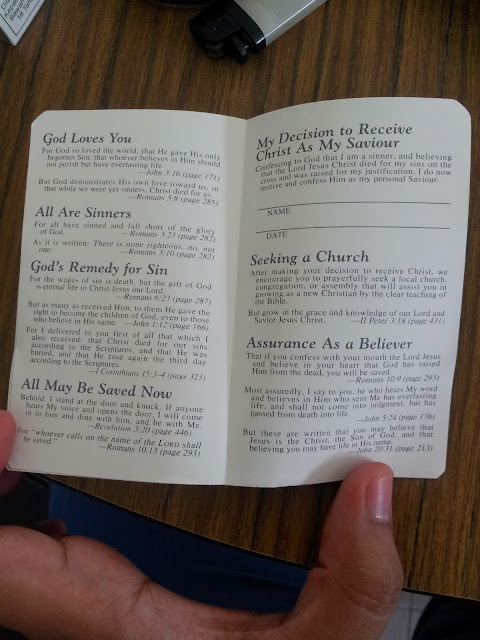 God Loves You
For God so loved the world, that He gave His only
begotten Son, that whoever believes in Him should
not perish but have everlasting life.
—John 3:16 (page 171)
But God demonstrates His own love toward us, in
that while we were yet sinners, Christ died for us.
—Romans 5:8 (page 285)
All Are Sinners
For all have sinned and fall short of the glory
of God.
—Romans 3:23 (page 282)
As it is written: There is none righteous, no, not
one.
—Romans 3:10 (page 282)
God's Remedy for Sin
For the wages of sin is death, but the gift of God
is eternal life in Christ Jesus our Lord.
—Romans 6:23 (page 287)
But as many as received Him, to them He gave the
right to become children of God, even to those
who believe in His name.
—John 1:12 (page 166)
For I delivered to you first of all that which I
also received: that Christ died for our sins
according to the Scriptures, and that He was
buried, and that He rose again the third day
according to the Scriptures.
—I Corinthians 15:3-4 (page 323)
All May Be Saved Now
Behold, I stand at the door and knock. If anyone
hears My voice and opens the door, I will come
in to him and dine with him, and he with Me.
—Revelation 3:20 (page 446)
For "whoever calls on the name of the LORD shall
be saved."
—Romans 10:13 (page 293)
My Decision to Receive
Christ As My Saviour
Confessing to God that I am a sinner, and believing
that the Lord Jesus Christ died for my sins on the
cross and was raised for my justification, I do now
receive and confess Him as my personal Saviour.
NAME
DATE
Seeking a Church
After making your decision to receive Christ, we
encourage you to prayerfully seek a local church,
congregation, or assembly that will assist you in
growing as a new Christian by the clear teaching of
the Bible.
But grow in the grace and knowledge of our Lord and
Savior Jesus Christ.
—II Peter 3:18 (page 431)
Assurance As a Believer
That if you confess with your mouth the Lord Jesus
and believe in your heart that God has raised
Him from the dead, you will be saved.
—Romans 10:9 (page 293)
Most assuredly, I say to you, he who hears My word
and believes in Him who sent Me has everlasting
life, and shall not come into judgment, but has
passed from death into life.
—John 5:24 (page 176)
But these are written that you may believe that
Jesus is the Christ, the Son of God, and that
believing you may have life in His name.
—John 20:31 (page 213)